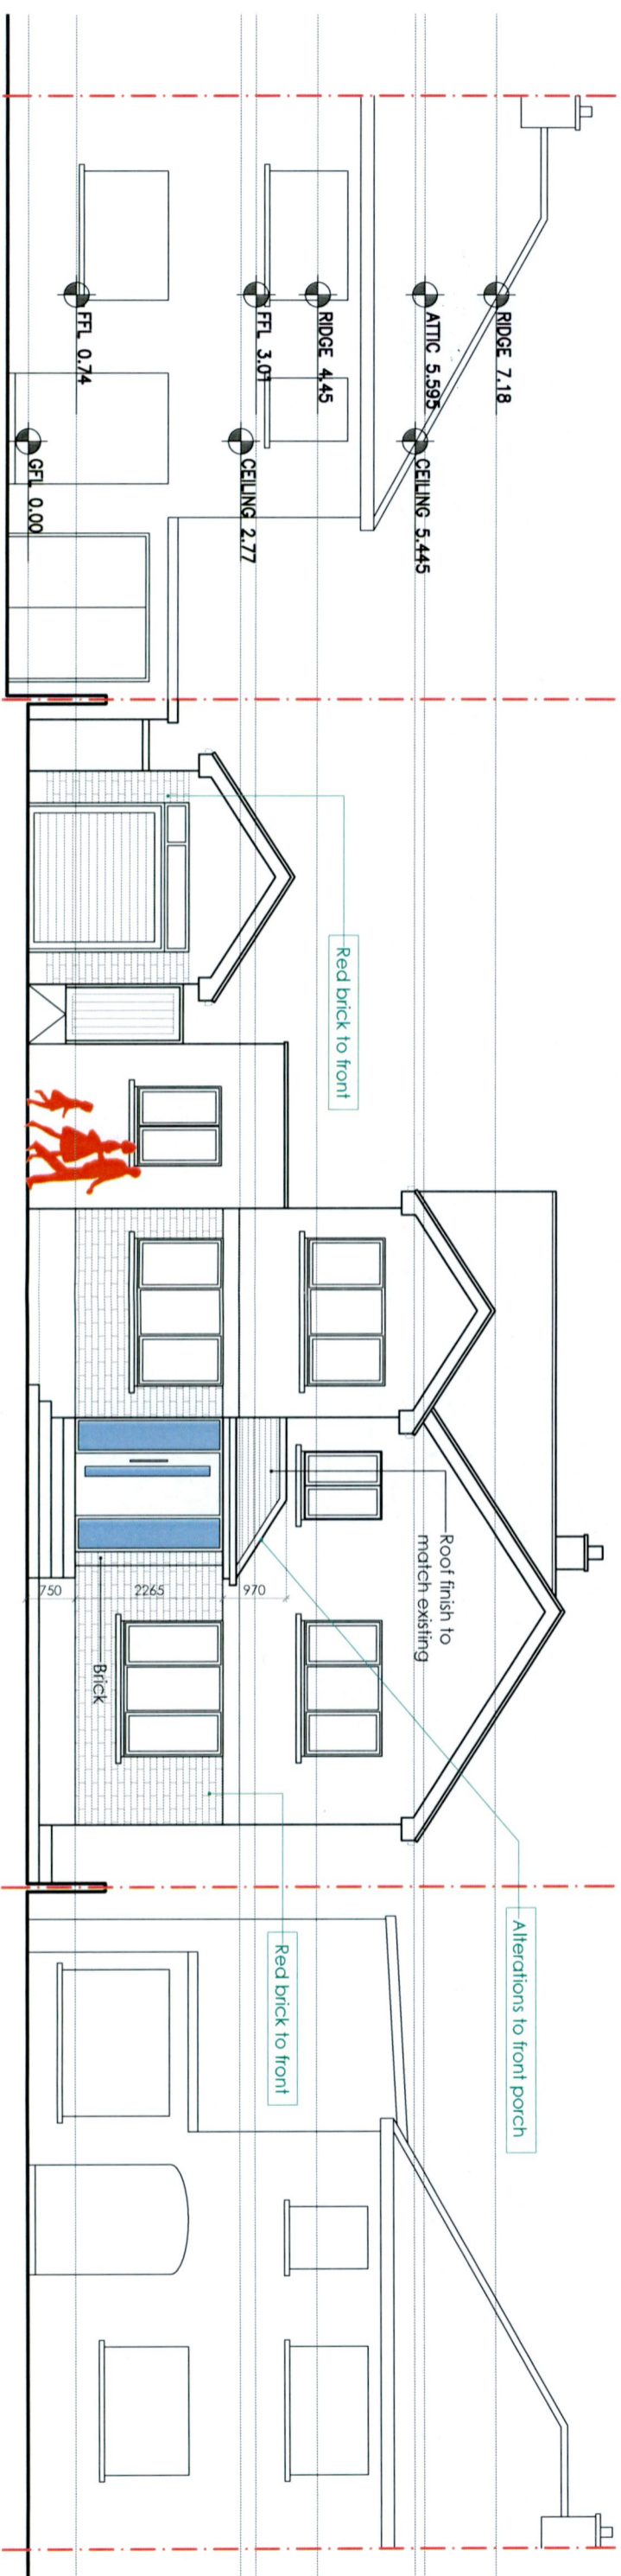 RIDGE 7.18
ATTIC 5.595
CEILING 5.445
RIDGE 4.45
FFL 3.01
CEILING 2.77
FFL 0.74
GFL 0.00
Red brick to front
Roof finish to
match existing
Alterations to front porch
970
2265
750
Brick
Red brick to front